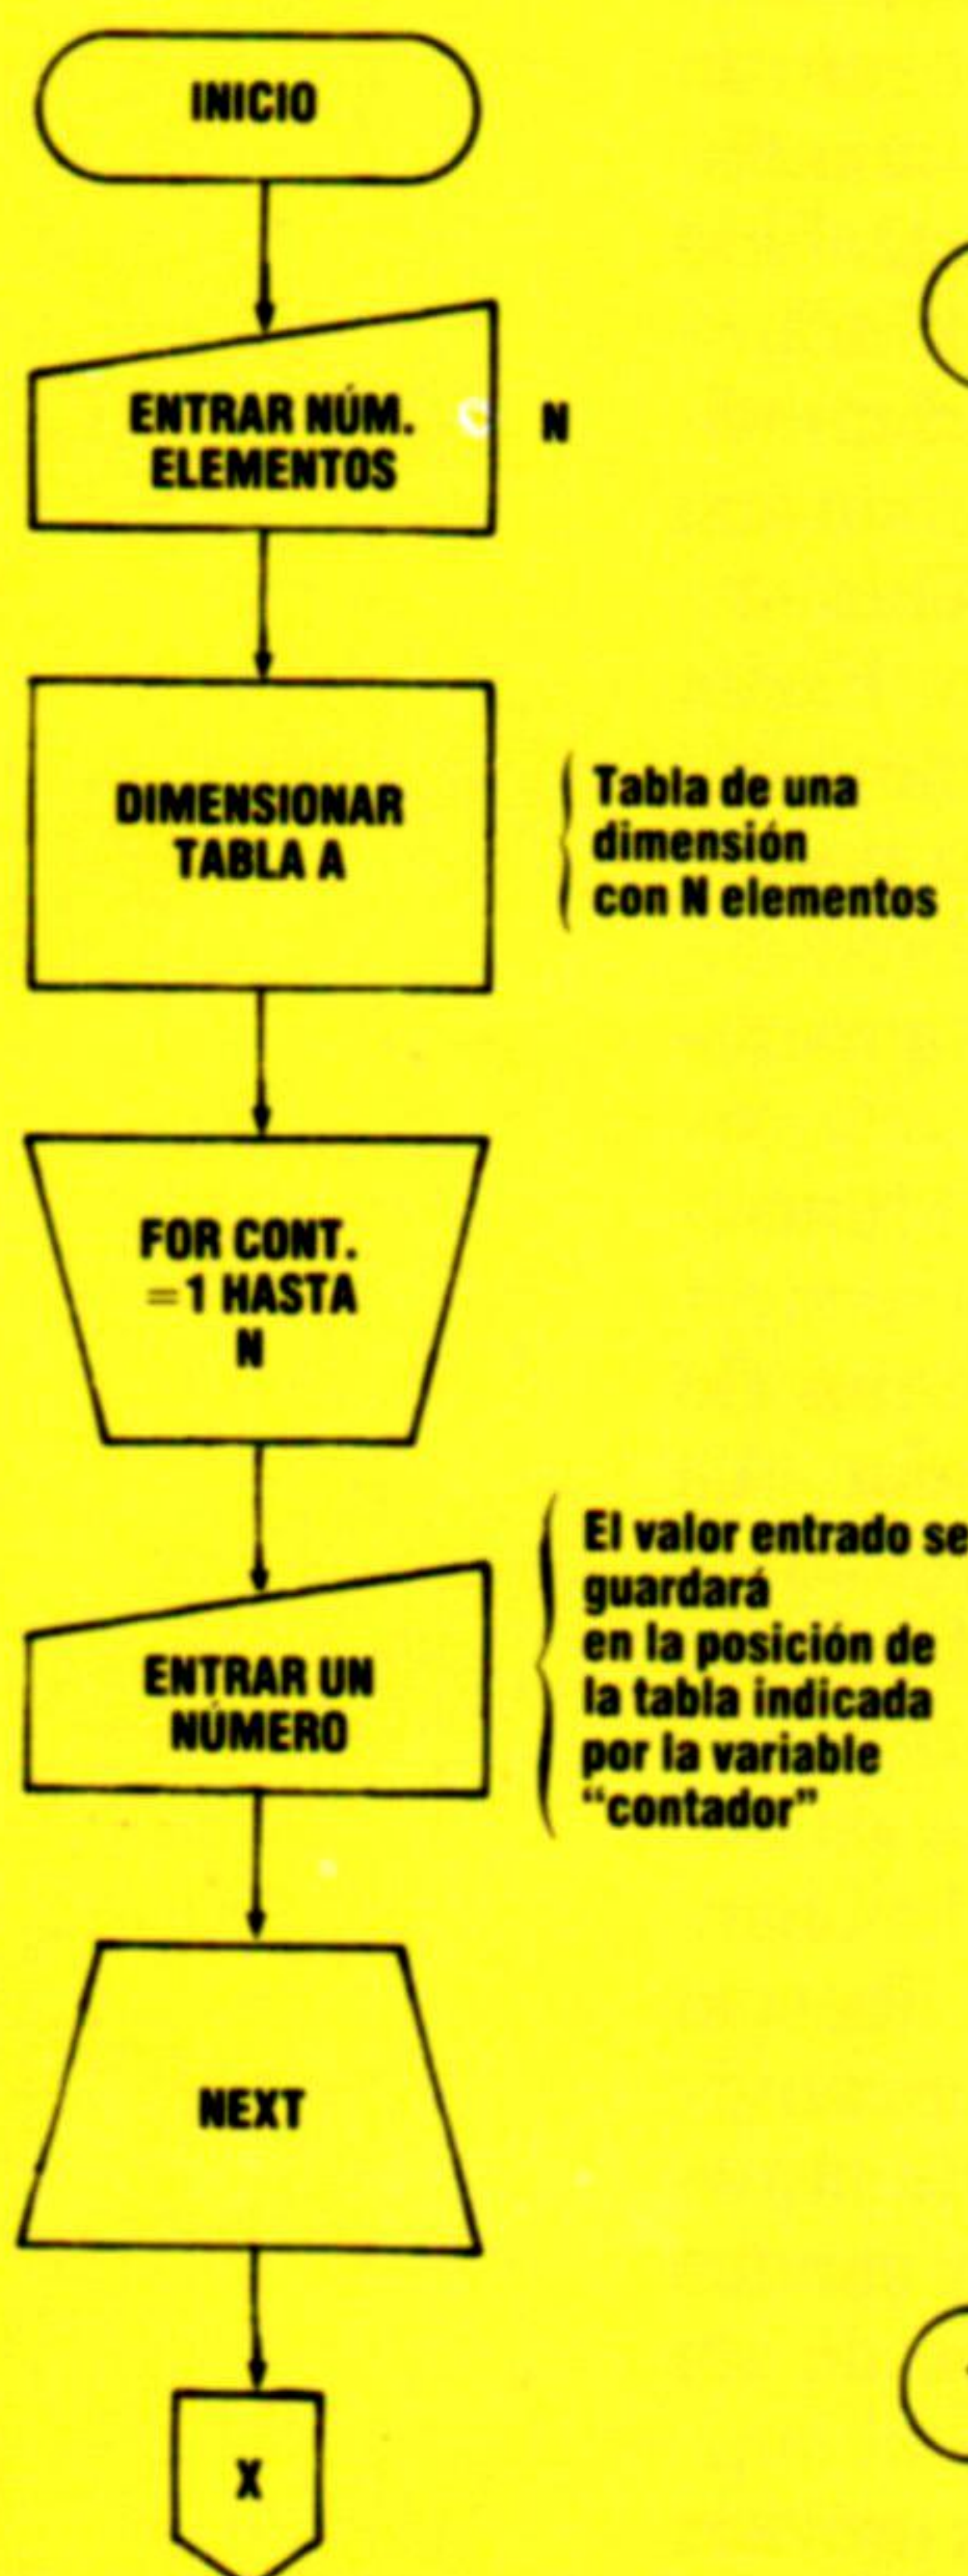 INICIO
ENTRAR NÚM.
ELEMENTOS
N
DIMENSIONAR
TABLA A
Tabla de una
dimensión
con N elementos
FOR CONT.
=1 HASTA
N
ENTRAR UN
NÚMERO
El valor entrado se
guardará
en la posición de
la tabla indicada
por la variable
“contador”
NEXT
X